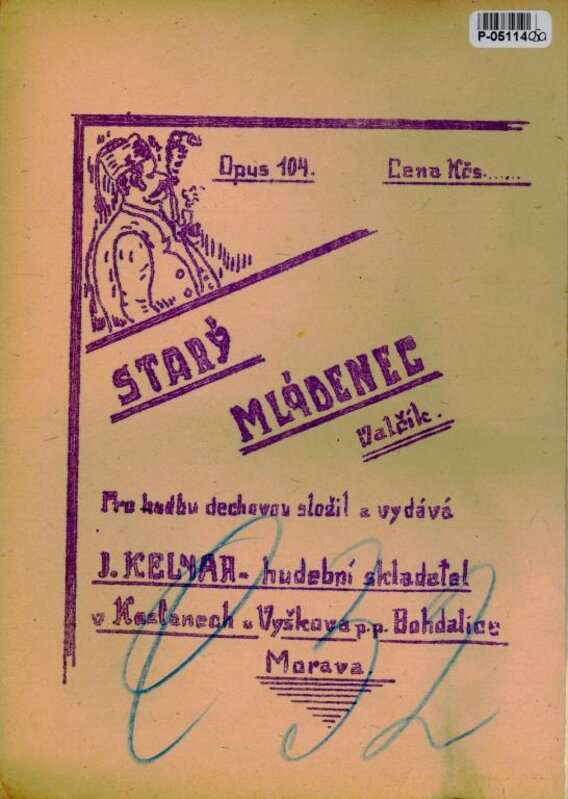 P-05114
Opus 104.
Cena Kčs......
STARÝ
MLÁDENEC
Valčík.
Pro hudbu dechovou složil a vydává
J. KELNAR - hudební skladatel
v Kozlanech u Vyškova p.p. Bohdalice
Morava.
C 32